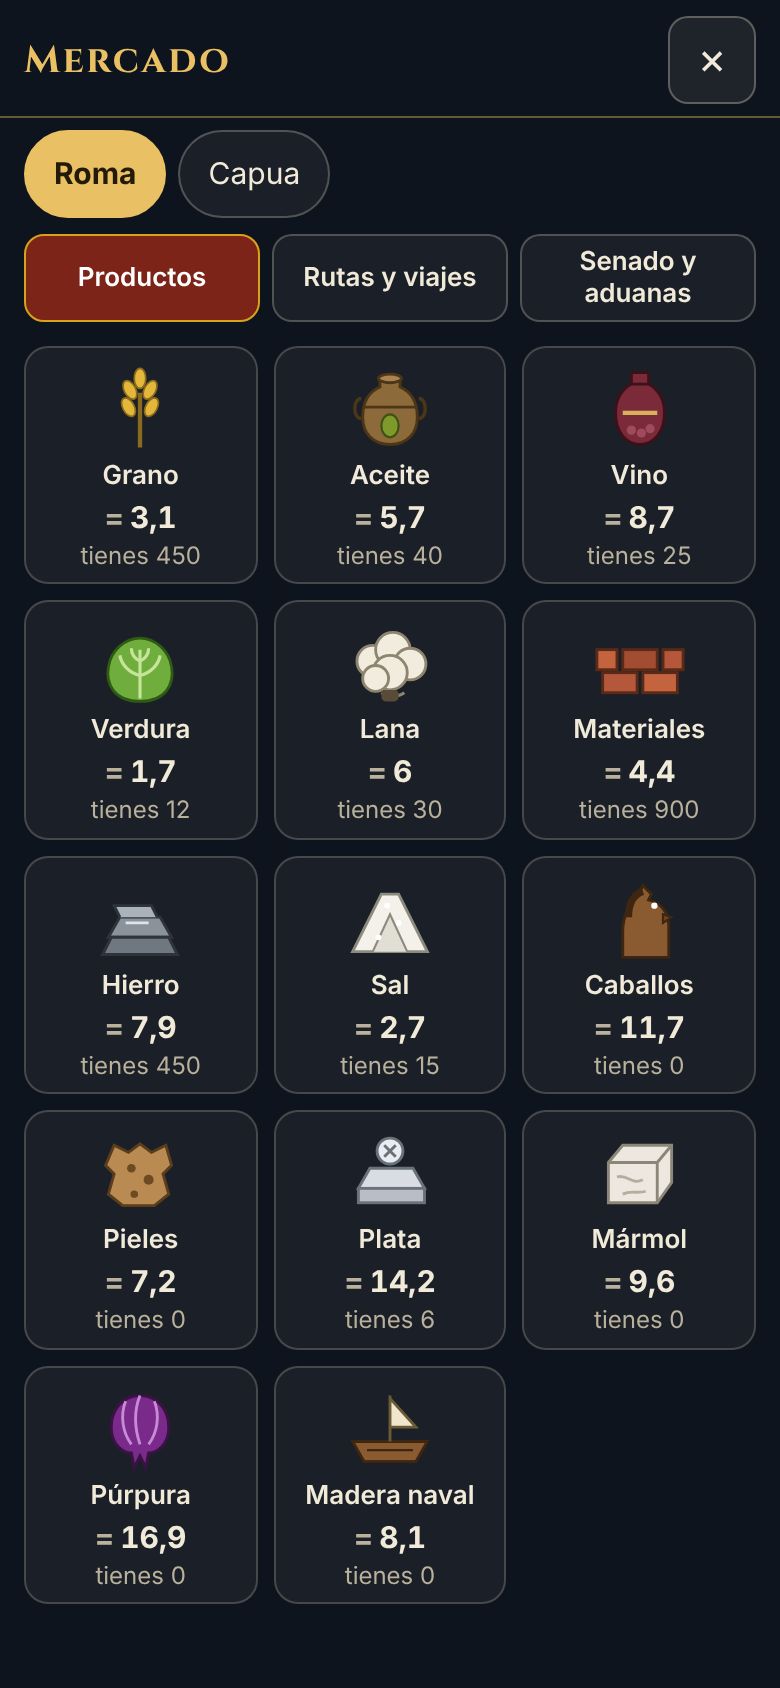 MERCADO
×
Roma
Capua
Productos
Rutas y viajes
Senado y
aduanas
Grano
= 3,1
tienes 450
Aceite
= 5,7
tienes 40
Vino
= 8,7
tienes 25
Verdura
= 1,7
tienes 12
Lana
= 6
tienes 30
Materiales
= 4,4
tienes 900
Hierro
= 7,9
tienes 450
Sal
= 2,7
tienes 15
Caballos
= 11,7
tienes 0
Pieles
= 7,2
tienes 0
Plata
= 14,2
tienes 6
Mármol
= 9,6
tienes 0
Púrpura
= 16,9
tienes 0
Madera naval
= 8,1
tienes 0